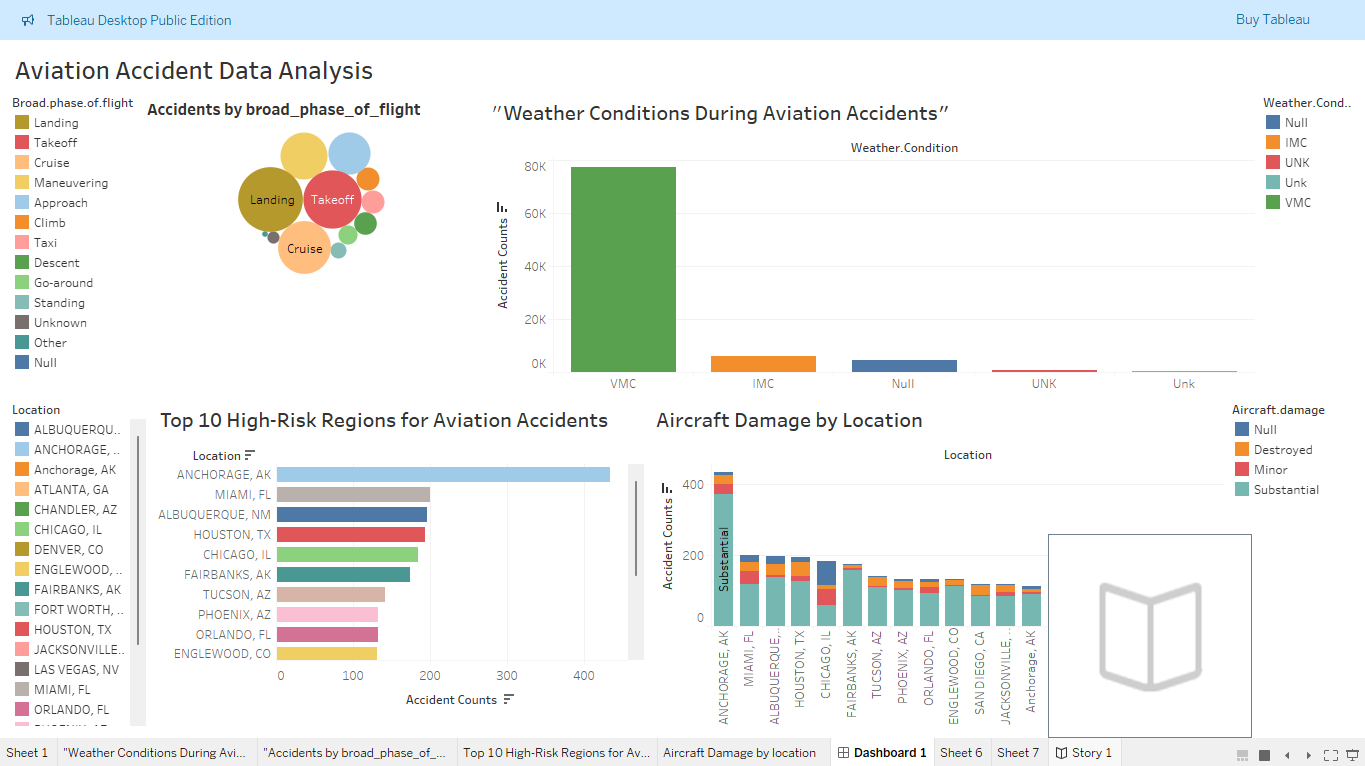 Tableau Desktop Public Edition
Buy Tableau
Aviation Accident Data Analysis
Broad.phase.of.flight
Landing
Takeoff
Cruise
Maneuvering
Approach
Climb
Taxi
Descent
Go-around
Standing
Unknown
Other
Null
Accidents by broad_phase_of_flight
Landing
Takeoff
Cruise
"Weather Conditions During Aviation Accidents"
Weather.Condition
Accident Counts
80K
60K
40K
20K
0K
VMC
IMC
Null
UNK
Unk
Weather.Cond..
Null
IMC
UNK
Unk
VMC
Location
ALBUQUERQU..
ANCHORAGE, ..
Anchorage, AK
ATLANTA, GA
CHANDLER, AZ
CHICAGO, IL
DENVER, CO
ENGLEWOOD, ..
FAIRBANKS, AK
FORT WORTH, ..
HOUSTON, TX
JACKSONVILLE..
LAS VEGAS, NV
MIAMI, FL
ORLANDO, FL
Top 10 High-Risk Regions for Aviation Accidents
Location
ANCHORAGE, AK
MIAMI, FL
ALBUQUERQUE, NM
HOUSTON, TX
CHICAGO, IL
FAIRBANKS, AK
TUCSON, AZ
PHOENIX, AZ
ORLANDO, FL
ENGLEWOOD, CO
0
100
200
300
400
Accident Counts
Aircraft Damage by Location
Location
Accident Counts
400
200
0
Substantial
ANCHORAGE, AK
MIAMI, FL
ALBUQUERQUE,..
HOUSTON, TX
CHICAGO, IL
FAIRBANKS, AK
TUCSON, AZ
PHOENIX, AZ
ORLANDO, FL
ENGLEWOOD, CO
SAN DIEGO, CA
JACKSONVILLE, ..
Anchorage, AK
Aircraft.damage
Null
Destroyed
Minor
Substantial
Sheet 1
"Weather Conditions During Avi...
"Accidents by broad_phase_of_...
Top 10 High-Risk Regions for Av...
Aircraft Damage by location
Dashboard 1
Sheet 6
Sheet 7
Story 1